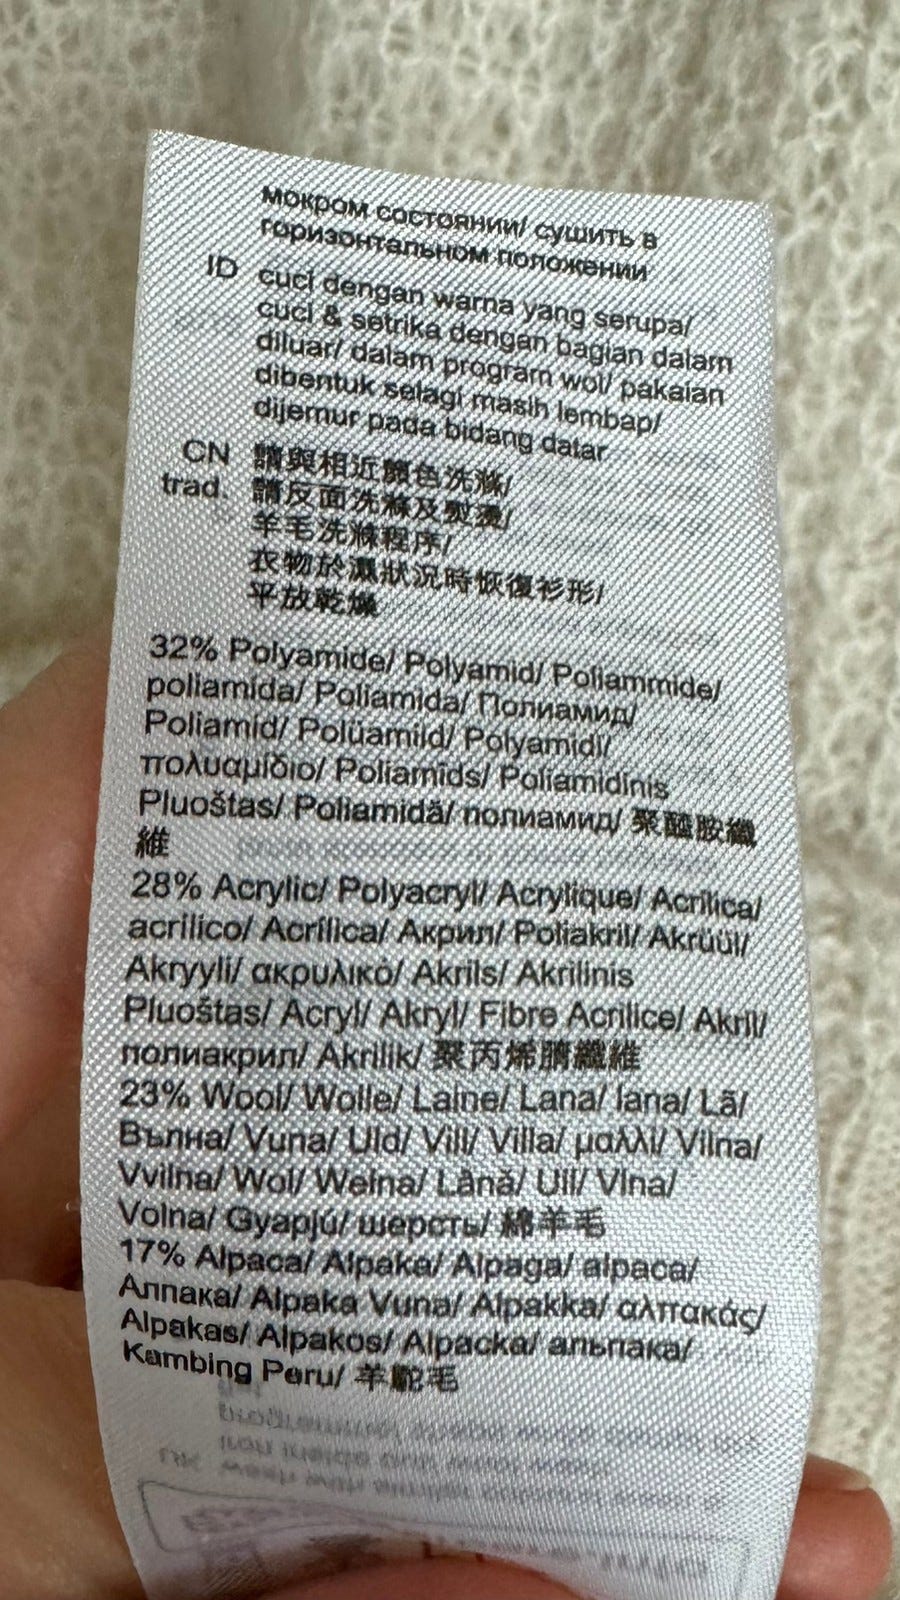 мокром состоянии/ сушить в
горизонтальном положении
ID cuci dengan warna yang serupa/
cuci & setrika dengan bagian dalam
diluar/ dalam program wol/ pakaian
dibentuk selagi masih lembap/
dijemur pada bidang datar
CN 請與相近顏色洗滌/
trad. 請反面洗滌及熨燙/
羊毛洗滌程序/
衣物於濕狀況時恢復衫形/
平放乾燥
32% Polyamide/ Polyamid/ Poliammide/
poliamida/ Poliamida/ Полиамид/
Poliamid/ Polüamiid/ Polyamidi/
πολυαμίδιο/ Poliamīds/ Poliamidinis
Pluoštas/ Poliamidă/ полиамид/ 聚醯胺纖
維
28% Acrylic/ Polyacryl/ Acrylique/ Acrilica/
acrílico/ Acrílica/ Акрил/ Poliakril/ Akrüül/
Akryyli/ ακρυλικό/ Akrils/ Akrilinis
Pluoštas/ Acryl/ Akryl/ Fibre Acrilice/ Akril/
полиакрил/ Akrilik/ 聚丙烯腈纖維
23% Wool/ Wolle/ Laine/ Lana/ lana/ Lã/
Вълна/ Vuna/ Uld/ Vill/ Villa/ μαλλί/ Vilna/
Vvilna/ Wol/ Wełna/ Lână/ Ull/ Vlna/
Volna/ Gyapjú/ шерсть/ 綿羊毛
17% Alpaca/ Alpaka/ Alpaga/ alpaca/
Алпака/ Alpaka Vuna/ Alpakka/ αλπακάς/
Alpakas/ Alpakos/ Alpacka/ альпака/
Kambing Peru/ 羊駝毛